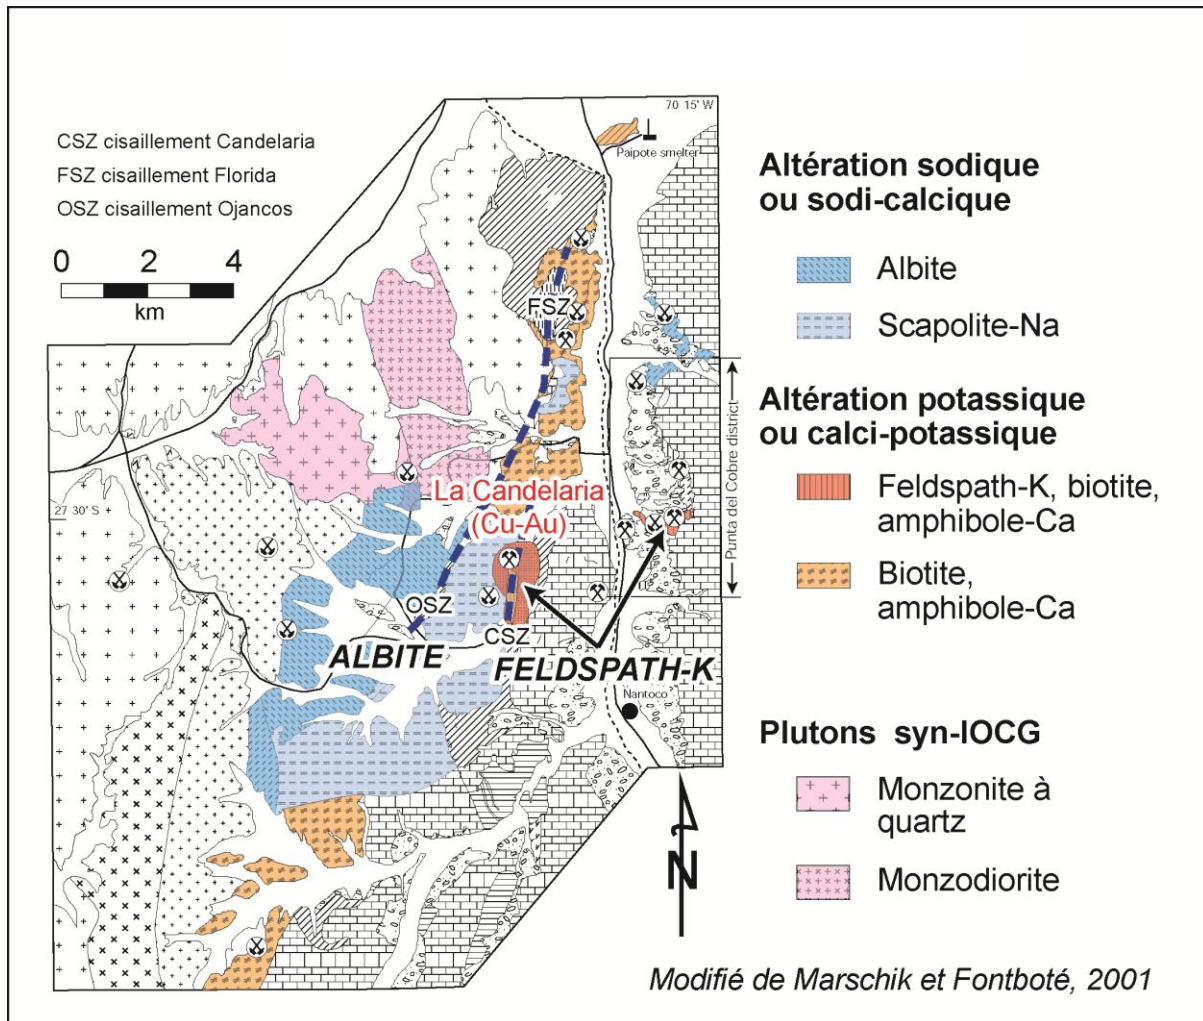 70 15' W
CSZ cisaillement Candelaria
FSZ cisaillement Florida
OSZ cisaillement Ojancos
0 2 4
km
Paipote smelter
FSZ
La Candelaria
(Cu-Au)
27 30' S
OSZ
CSZ
ALBITE
FELDSPATH-K
Nantoco
Punta del Cobre district
N
Altération sodique
ou sodi-calcique
Albite
Scapolite-Na
Altération potassique
ou calci-potassique
Feldspath-K, biotite,
amphibole-Ca
Biotite,
amphibole-Ca
Plutons syn-IOCG
Monzonite à
quartz
Monzodiorite
Modifié de Marschik et Fontboté, 2001